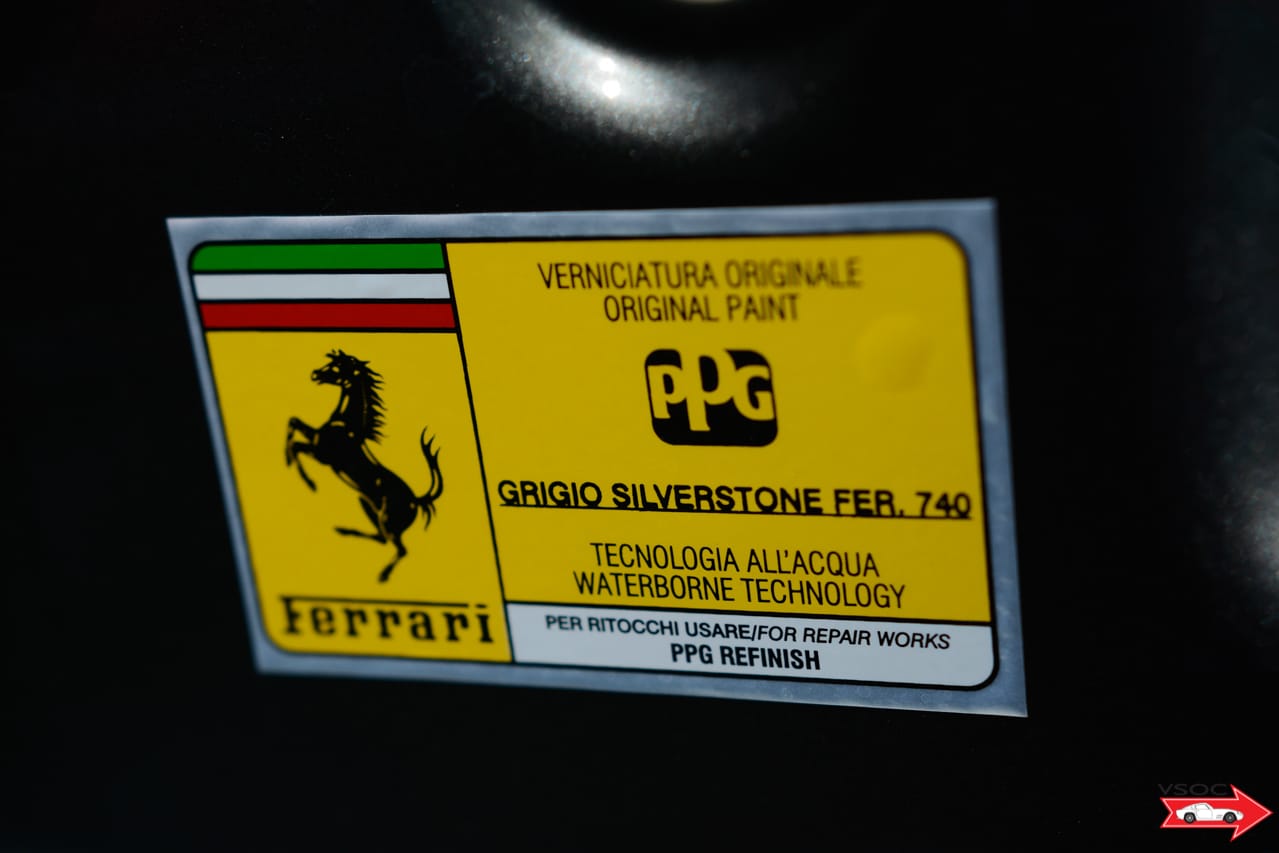 VERNICIATURA ORIGINALE
ORIGINAL PAINT
PPG
GRIGIO SILVERSTONE FER. 740
TECNOLOGIA ALL'ACQUA
WATERBORNE TECHNOLOGY
Ferrari
PER RITOCCHI USARE/FOR REPAIR WORKS
PPG REFINISH
VSOC